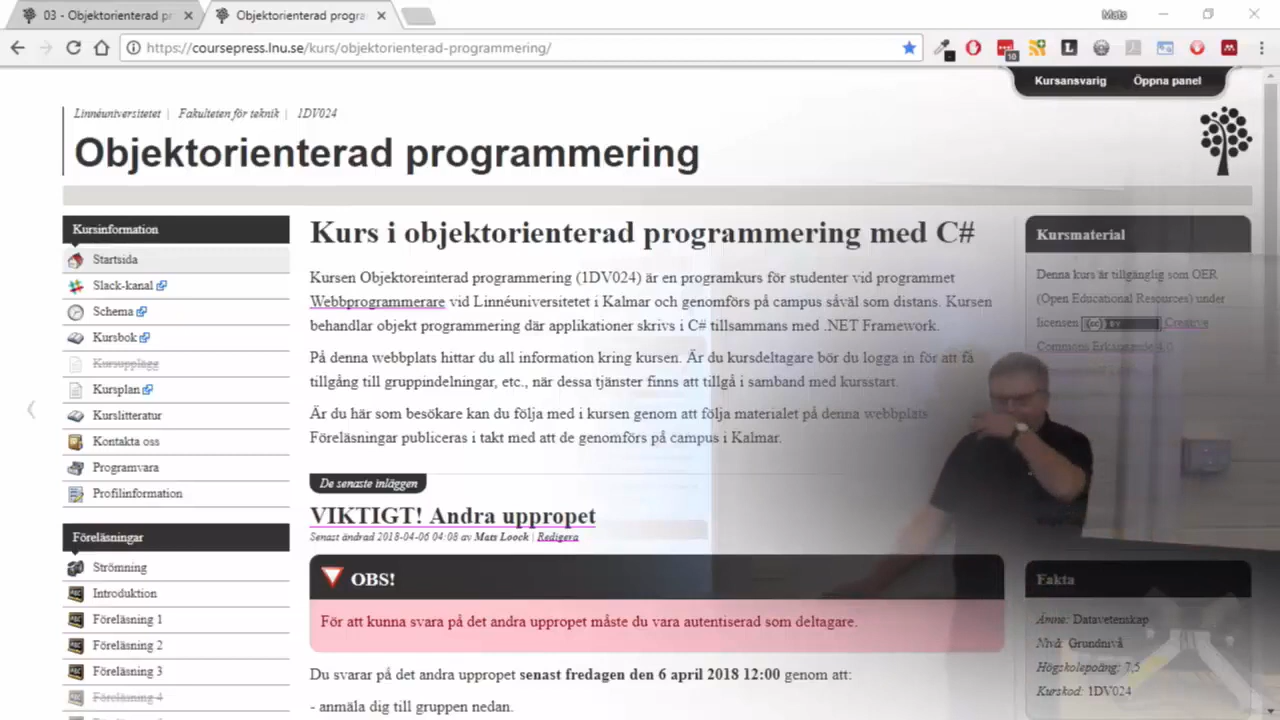 03 - Objektorienterad pr
Objektorienterad progra
Mats
https://coursepress.lnu.se/kurs/objektorienterad-programmering/
10
Kursansvarig
Öppna panel
Linnéuniversitetet | Fakulteten för teknik | 1DV024
Objektorienterad programmering
Kursinformation
Startsida
Slack-kanal
Schema
Kursbok
Kursupplägg
Kursplan
Kurslitteratur
Kontakta oss
Programvara
Profilinformation
Föreläsningar
Strömning
Introduktion
Föreläsning 1
Föreläsning 2
Föreläsning 3
Föreläsning 4
Kurs i objektorienterad programmering med C#
Kursen Objektoreinterad programmering (1DV024) är en programkurs för studenter vid programmet
Webbprogrammerare vid Linnéuniversitetet i Kalmar och genomförs på campus såväl som distans. Kursen
behandlar objekt programmering där applikationer skrivs i C# tillsammans med .NET Framework.
På denna webbplats hittar du all information kring kursen. Är du kursdeltagare bör du logga in för att få
tillgång till gruppindelningar, etc., när dessa tjänster finns att tillgå i samband med kursstart.
Är du här som besökare kan du följa med i kursen genom att följa materialet på denna webbplats
Föreläsningar publiceras i takt med att de genomförs på campus i Kalmar.
De senaste inläggen
VIKTIGT! Andra uppropet
Senast ändrad 2018-04-06 04:08 av Mats Loock | Redigera
OBS!
För att kunna svara på det andra uppropet måste du vara autentiserad som deltagare.
Du svarar på det andra uppropet senast fredagen den 6 april 2018 12:00 genom att:
- anmäla dig till gruppen nedan.
Kursmaterial
Denna kurs är tillgänglig som OER
(Open Educational Resources) under
licensen (cc) BY Creative
Commons Erkännande 4.0
Fakta
Ämne: Datavetenskap
Nivå: Grundnivå
Högskolepoäng: 7,5
Kurskod: 1DV024